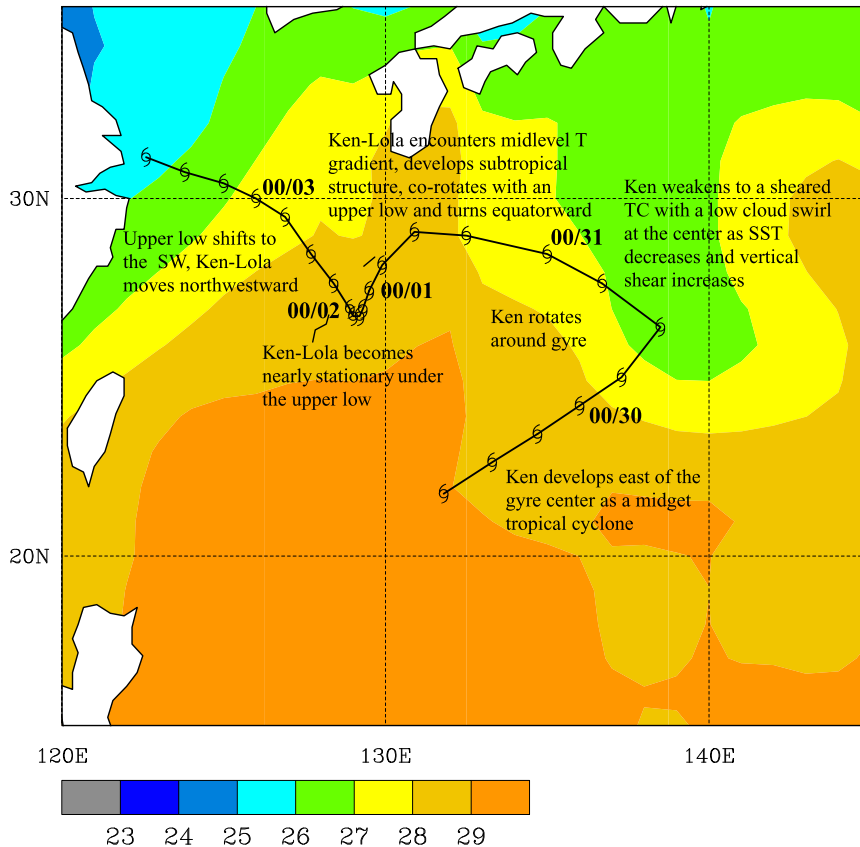 Ken-Lola encounters midlevel T
gradient, develops subtropical
structure, co-rotates with an
upper low and turns equatorward
00/03
30N
Ken weakens to a sheared
TC with a low cloud swirl
at the center as SST
decreases and vertical
shear increases
00/31
Upper low shifts to
the SW, Ken-Lola
moves northwestward
00/01
00/02
Ken rotates
around gyre
Ken-Lola becomes
nearly stationary under
the upper low
00/30
Ken develops east of the
gyre center as a midget
tropical cyclone
20N
120E 130E 140E
23 24 25 26 27 28 29